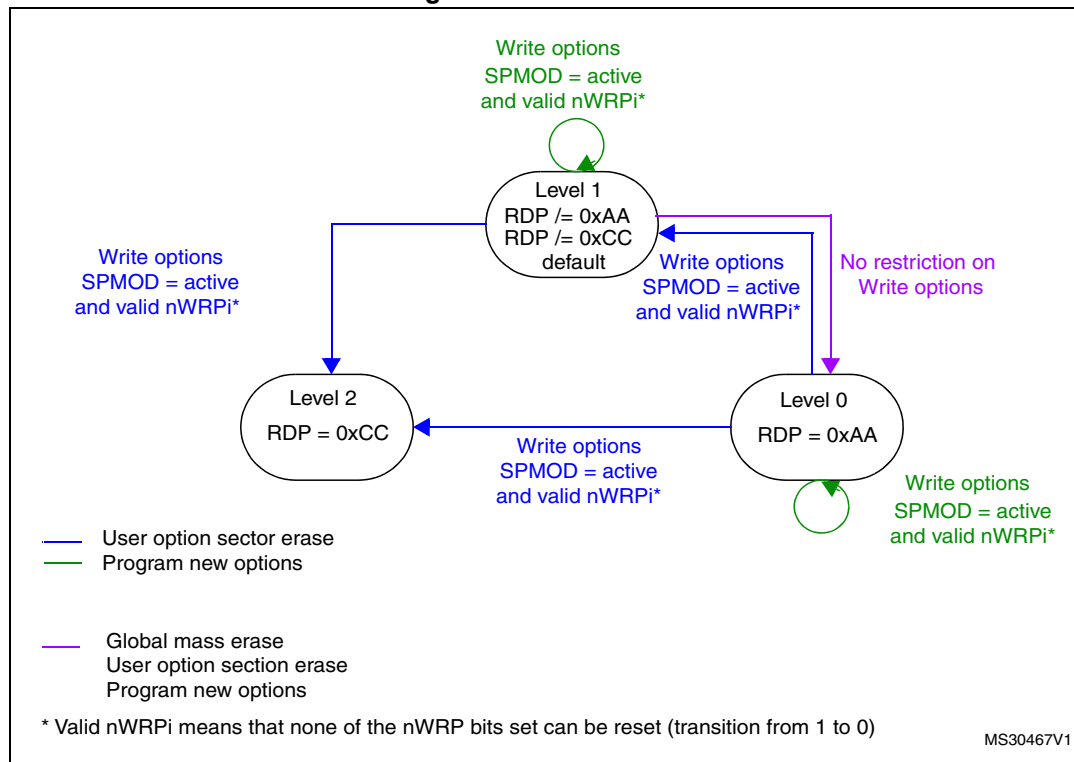 Write options
SPMOD = active
and valid nWRPi*
Level 1
RDP /= 0xAA
RDP /= 0xCC
default
Write options
SPMOD = active
and valid nWRPi*
Write options
SPMOD = active
and valid nWRPi*
No restriction on
Write options
Level 2
RDP = 0xCC
Level 0
RDP = 0xAA
Write options
SPMOD = active
and valid nWRPi*
Write options
SPMOD = active
and valid nWRPi*
User option sector erase
Program new options
Global mass erase
User option section erase
Program new options
* Valid nWRPi means that none of the nWRP bits set can be reset (transition from 1 to 0)
MS30467V1